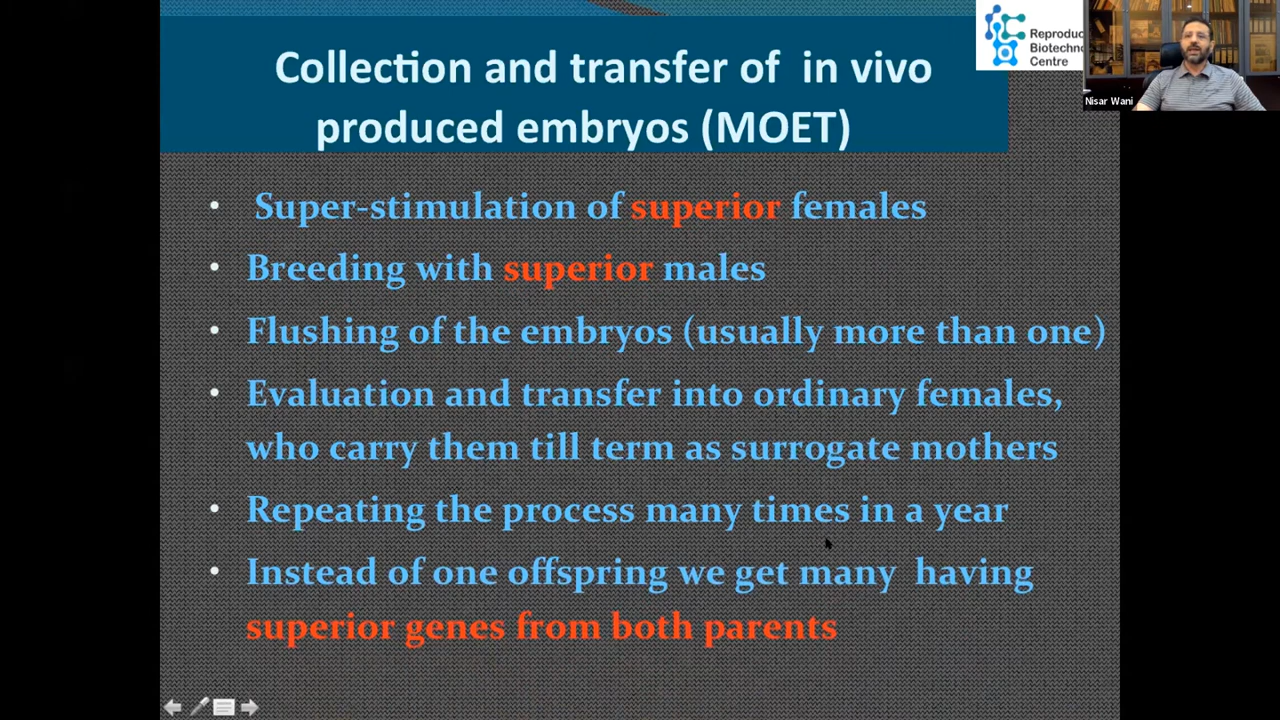 Collection and transfer of in vivo
produced embryos (MOET)
Reproduc
Biotechno
Centre
Nisar Wani
• Super-stimulation of superior females
• Breeding with superior males
• Flushing of the embryos (usually more than one)
• Evaluation and transfer into ordinary females,
who carry them till term as surrogate mothers
• Repeating the process many times in a year
• Instead of one offspring we get many having
superior genes from both parents